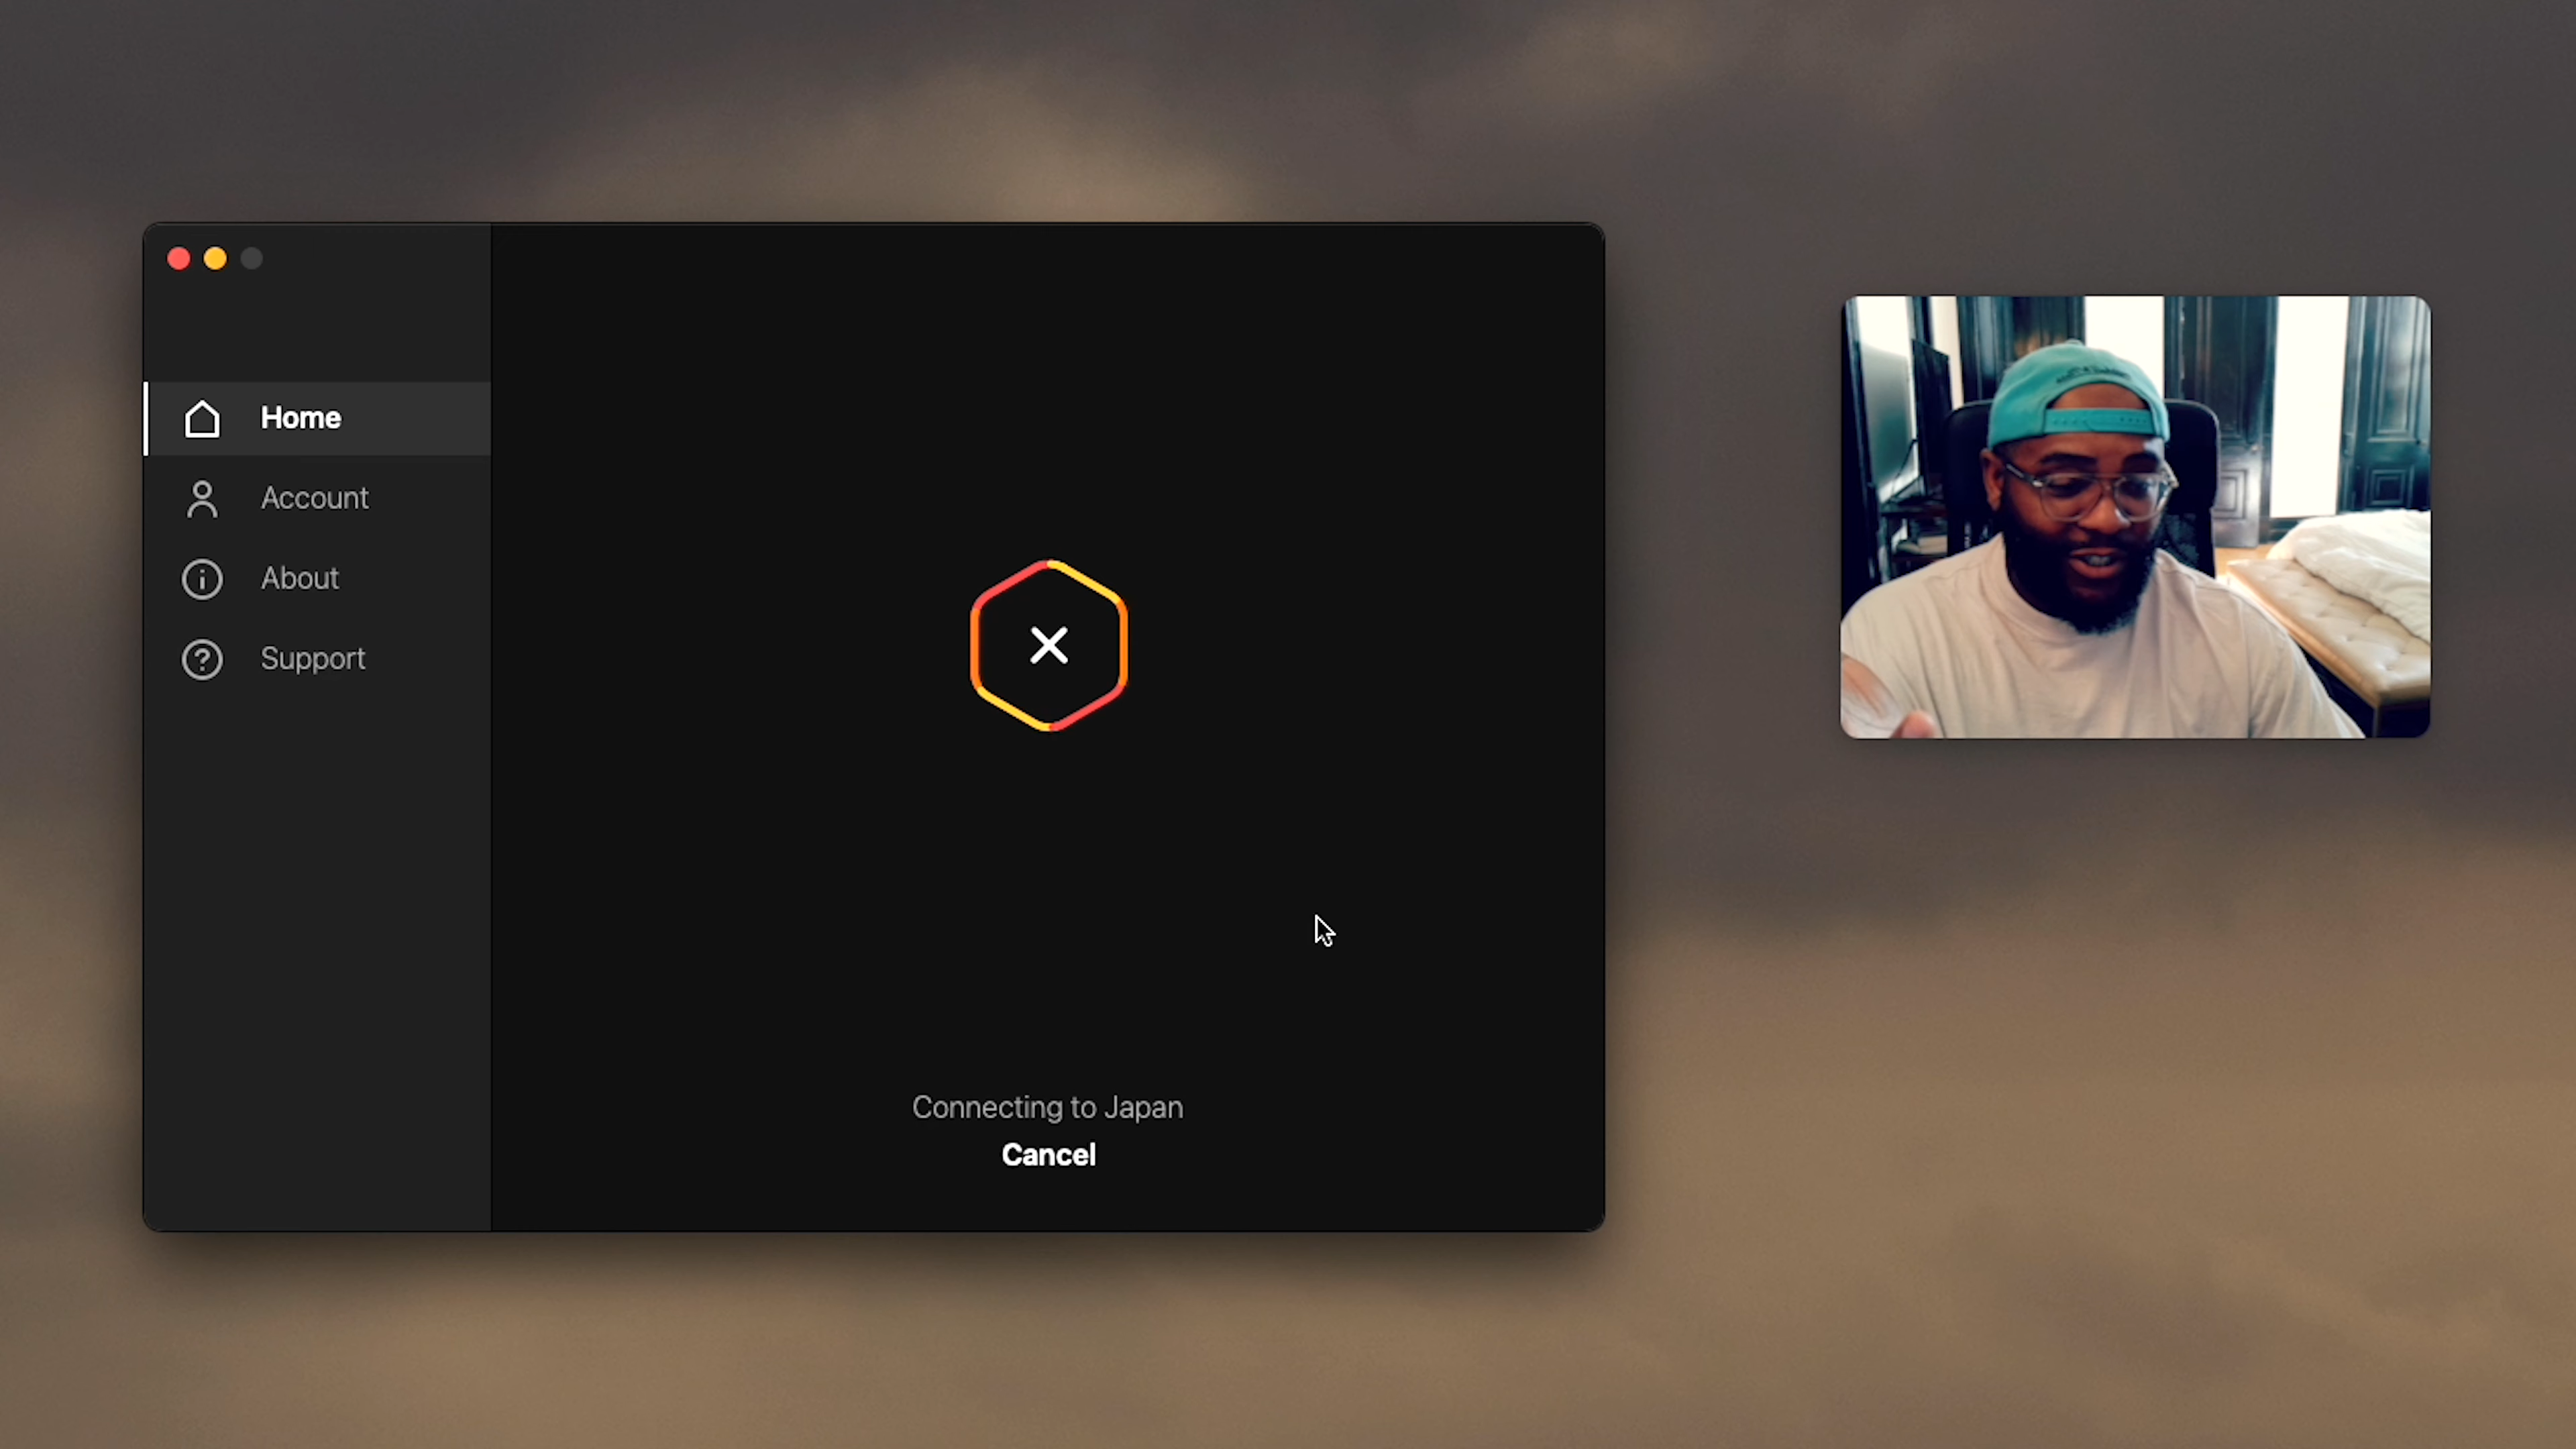 Home
Account
About
Support
Connecting to Japan
Cancel